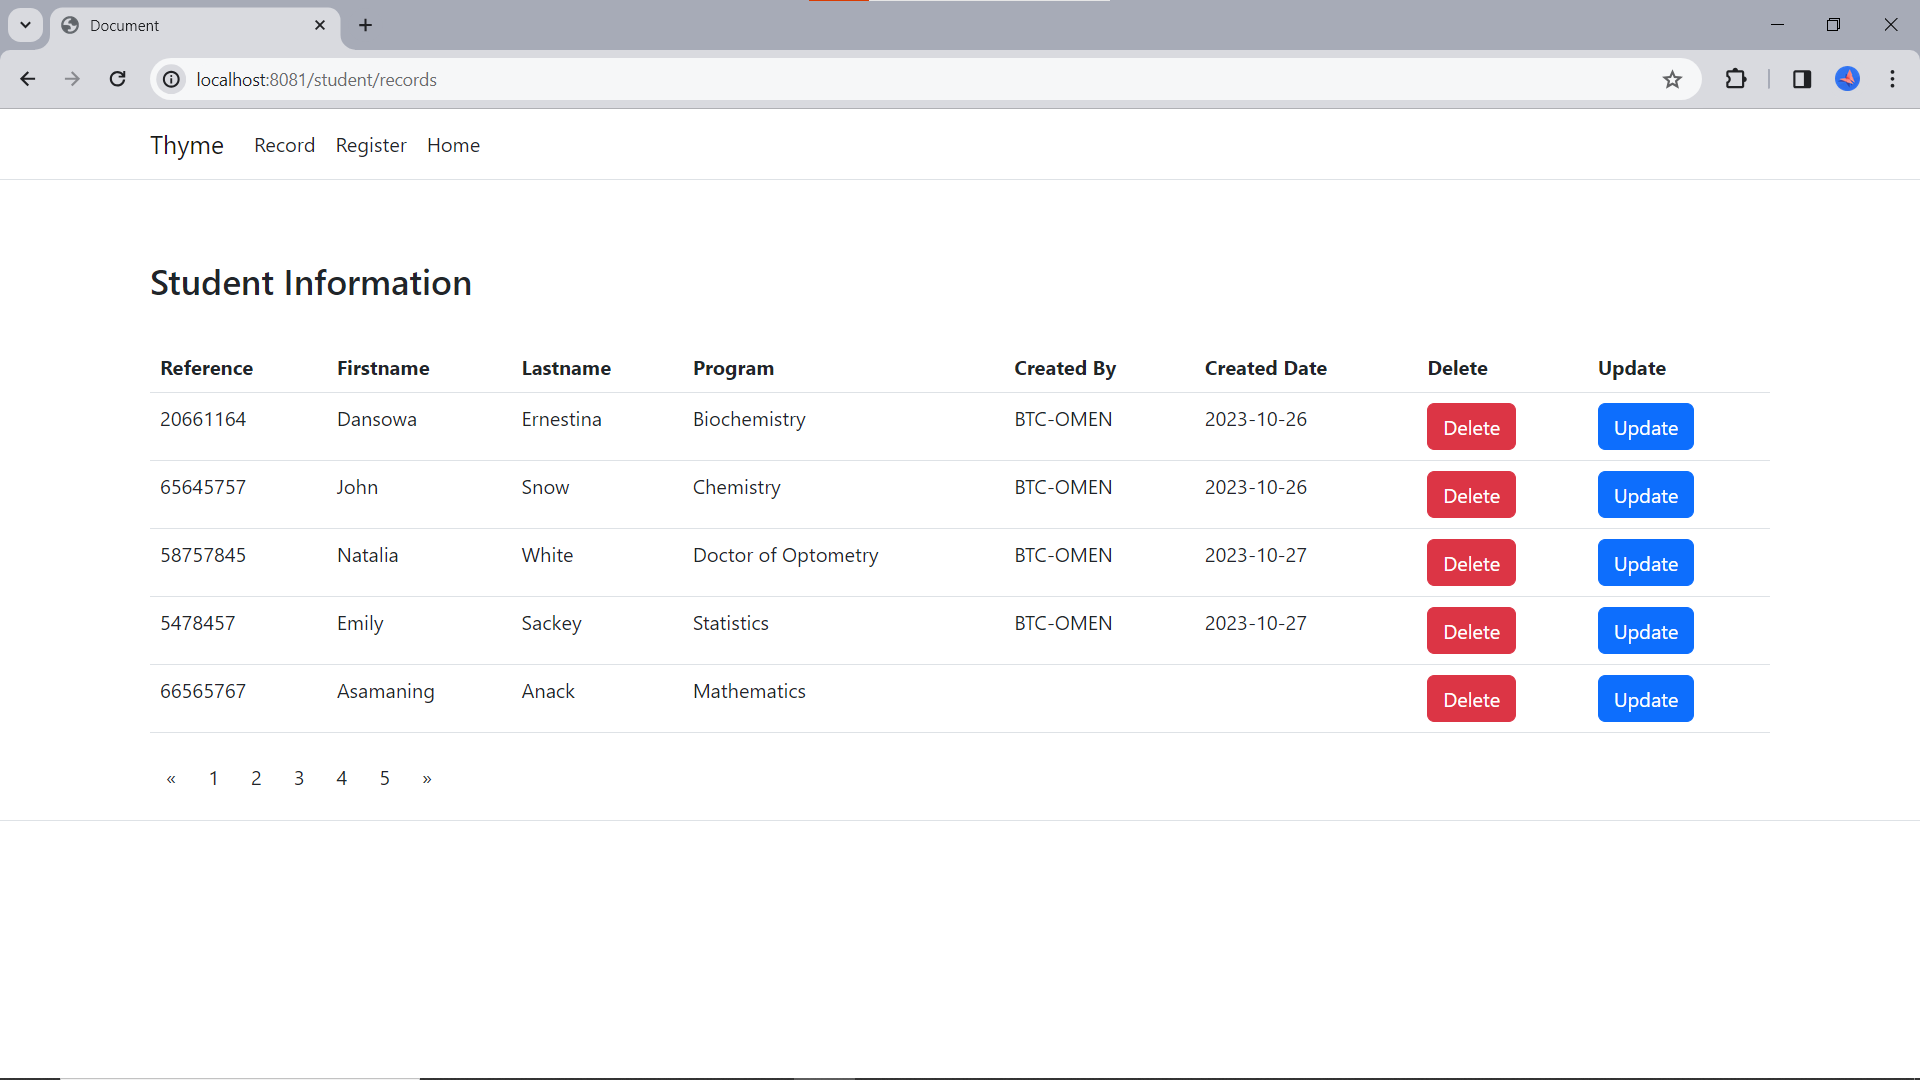 Document
localhost:8081/student/records
Thyme Record Register Home
Student Information
Reference Firstname Lastname Program Created By Created Date Delete Update
20661164 Dansowa Ernestina Biochemistry BTC-OMEN 2023-10-26 Delete Update
65645757 John Snow Chemistry BTC-OMEN 2023-10-26 Delete Update
58757845 Natalia White Doctor of Optometry BTC-OMEN 2023-10-27 Delete Update
5478457 Emily Sackey Statistics BTC-OMEN 2023-10-27 Delete Update
66565767 Asamaning Anack Mathematics Delete Update
« 1 2 3 4 5 »